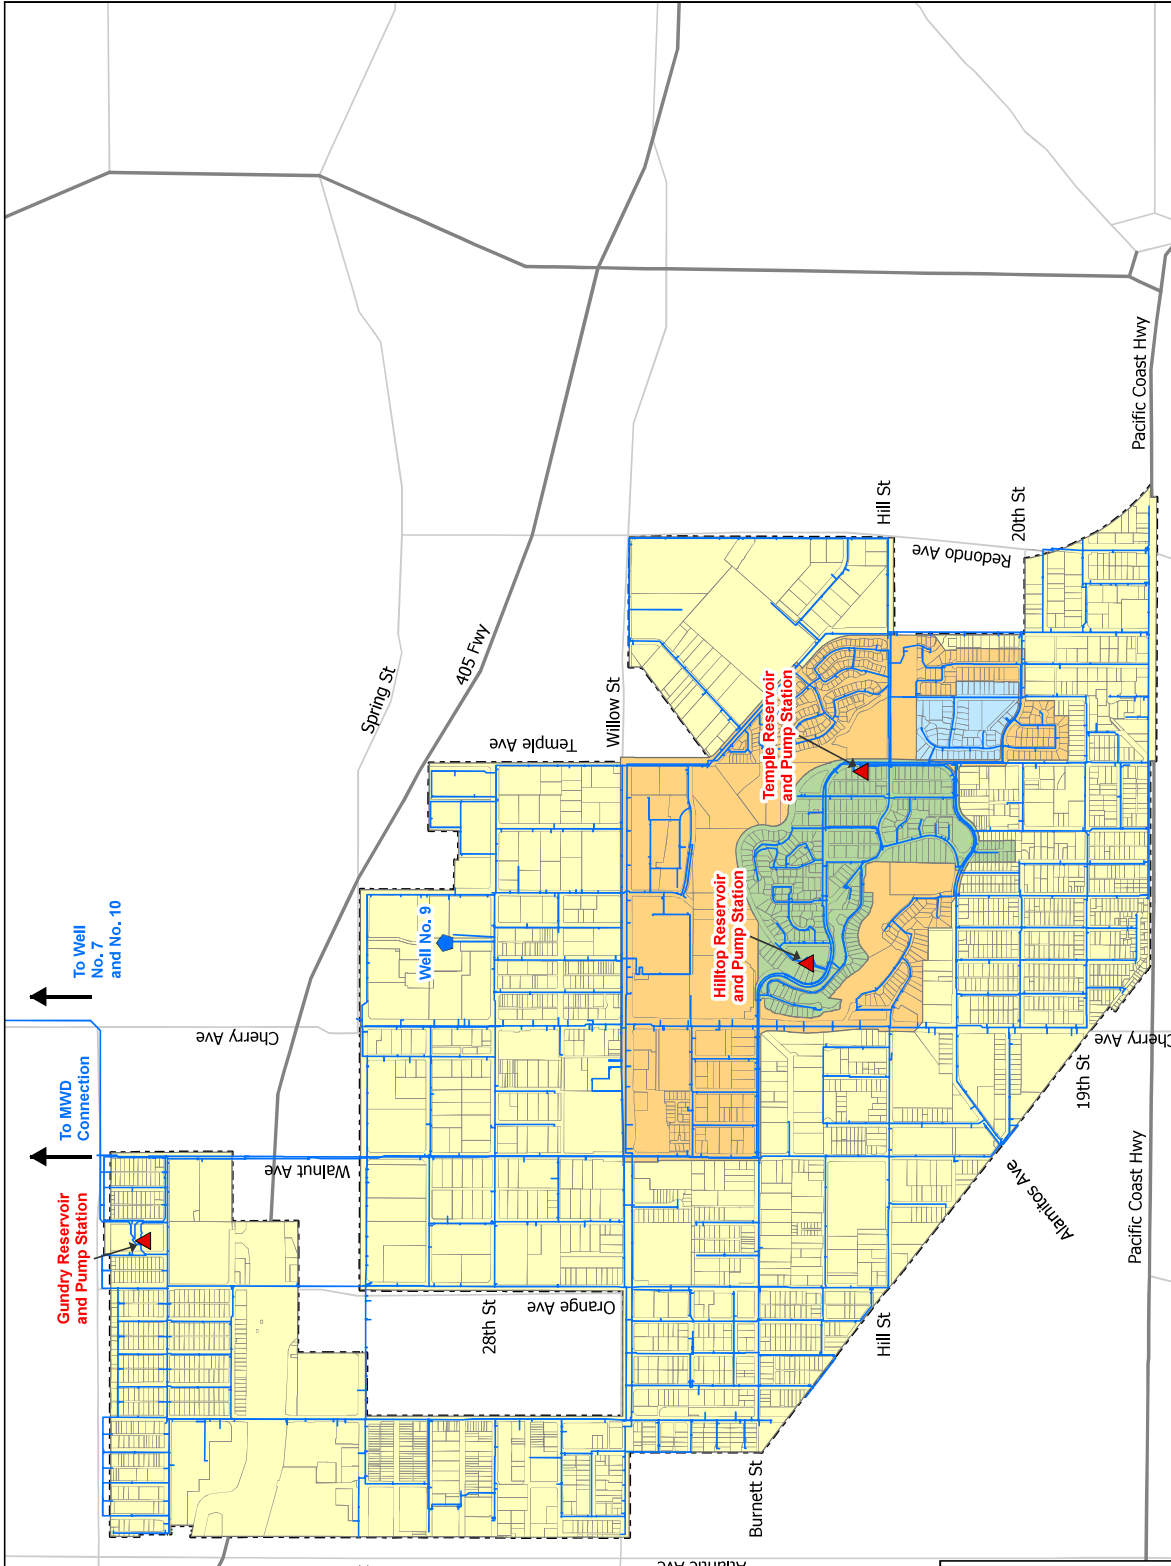 To Well
No. 7
and No. 10
To MWD
Connection
Cherry Ave
Walnut Ave
Gundry Reservoir
and Pump Station
Spring St
405 Fwy
Willow St
Temple Ave
Well No. 9
28th St
Orange Ave
Hill St
Redondo Ave
20th St
Pacific Coast Hwy
Temple Reservoir
and Pump Station
Hilltop Reservoir
and Pump Station
Cherry Ave
19th St
Alamitos Ave
Pacific Coast Hwy
Hill St
Burnett St
Atlantic Ave